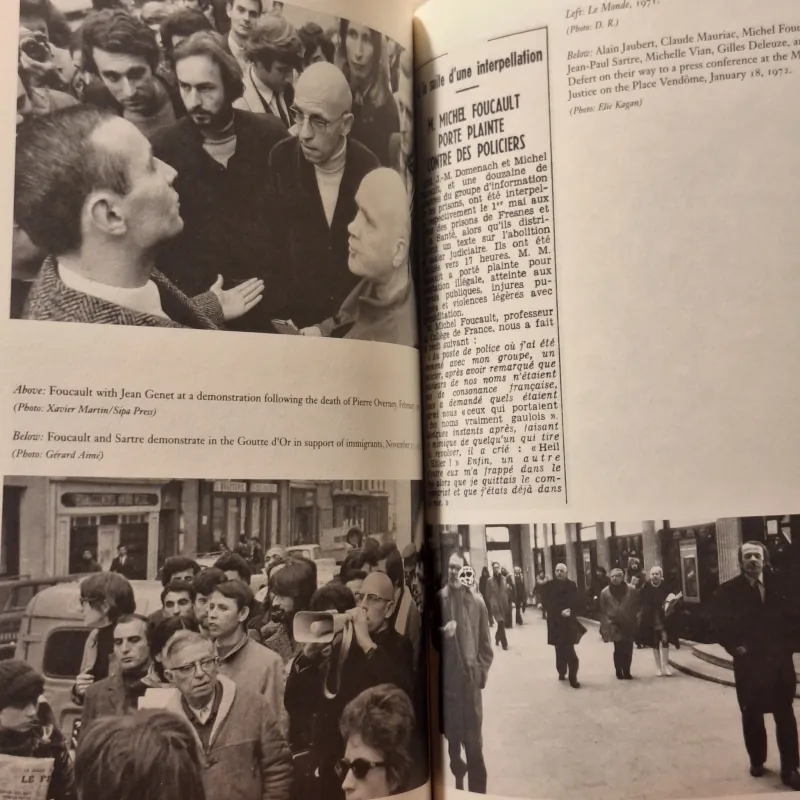 Above: Foucault with Jean Genet at a demonstration following the death of Pierre Overney, February
(Photo: Xavier Martin/Sipa Press)
Below: Foucault and Sartre demonstrate in the Goutte d'Or in support of immigrants, November
(Photo: Gérard Aimé)
LE
d'une interpellation
M. MICHEL FOUCAULT
PORTE PLAINTE
CONTRE DES POLICIERS
J.-M. Domenach et Michel
et une douzaine de
du groupe d'information
prisons, ont été interpel-
ectivement le 1er mai aux
des prisons de Fresnes et
Santé, alors qu'ils distri-
un texte sur l'abolition
judiciaire. Ils ont été
vers 17 heures. M. M.
a porté plainte pour
illégale, atteinte aux
publiques, injures pu-
et violences légères avec
Michel Foucault, professeur
Collège de France, nous a fait
suivant :
du poste de police où j'ai été
avec mon groupe, un
après avoir remarqué que
de nos noms n'étaient
de consonance française,
a demandé quels étaient
nous « ceux qui portaient
des noms vraiment gaulois ».
instants après, faisant
mimique de quelqu'un qui tire
revolver, il a crié : « Heil
! » Enfin, un autre
eux m'a frappé dans le
alors que je quittais le com-
et que j'étais déjà dans
»
Left: Le Monde, 1971.
(Photo: D. R.)
Below: Alain Jaubert, Claude Mauriac, Michel
Jean-Paul Sartre, Michelle Vian, Gilles Deleuze,
Defert on their way to a press conference at the
Justice on the Place Vendôme, January 18, 1972.
(Photo: Elie Kagan)